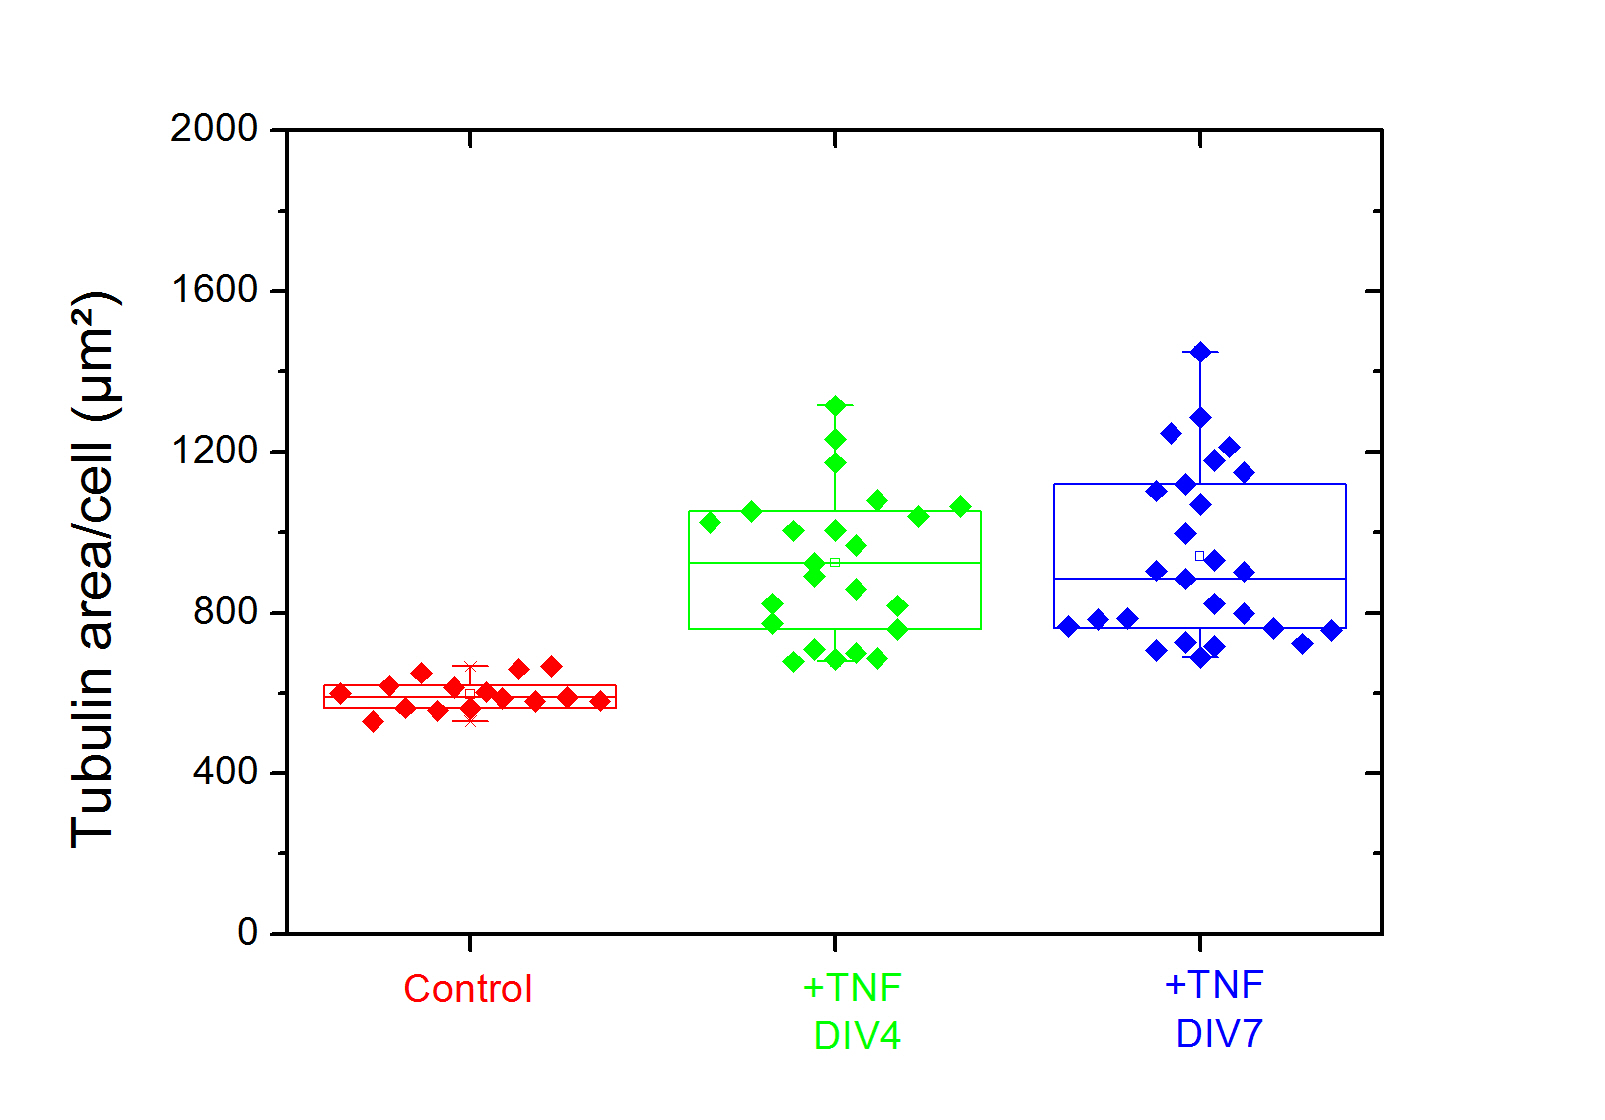 2000
1600
1200
800
400
0
Tubulin area/cell (µm²)
Control
+TNF
DIV4
+TNF
DIV7